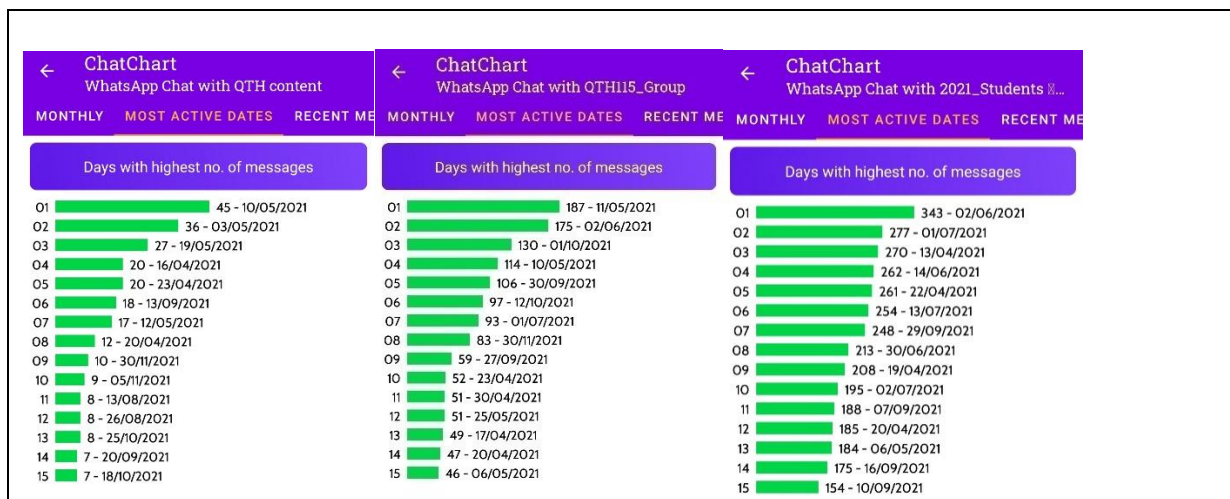 ChatChart
WhatsApp Chat with QTH content
MONTHLY MOST ACTIVE DATES RECENT ME
Days with highest no. of messages
01 45 - 10/05/2021
02 36 - 03/05/2021
03 27 - 19/05/2021
04 20 - 16/04/2021
05 20 - 23/04/2021
06 18 - 13/09/2021
07 17 - 12/05/2021
08 12 - 20/04/2021
09 10 - 30/11/2021
10 9 - 05/11/2021
11 8 - 13/08/2021
12 8 - 26/08/2021
13 8 - 25/10/2021
14 7 - 20/09/2021
15 7 - 18/10/2021
ChatChart
WhatsApp Chat with QTH115_Group
MONTHLY MOST ACTIVE DATES RECENT ME
Days with highest no. of messages
01 187 - 11/05/2021
02 175 - 02/06/2021
03 130 - 01/10/2021
04 114 - 10/05/2021
05 106 - 30/09/2021
06 97 - 12/10/2021
07 93 - 01/07/2021
08 83 - 30/11/2021
09 59 - 27/09/2021
10 52 - 23/04/2021
11 51 - 30/04/2021
12 51 - 25/05/2021
13 49 - 17/04/2021
14 47 - 20/04/2021
15 46 - 06/05/2021
ChatChart
WhatsApp Chat with 2021_Students ...
MONTHLY MOST ACTIVE DATES RECENT ME
Days with highest no. of messages
01 343 - 02/06/2021
02 277 - 01/07/2021
03 270 - 13/04/2021
04 262 - 14/06/2021
05 261 - 22/04/2021
06 254 - 13/07/2021
07 248 - 29/09/2021
08 213 - 30/06/2021
09 208 - 19/04/2021
10 195 - 02/07/2021
11 188 - 07/09/2021
12 185 - 20/04/2021
13 184 - 06/05/2021
14 175 - 16/09/2021
15 154 - 10/09/2021